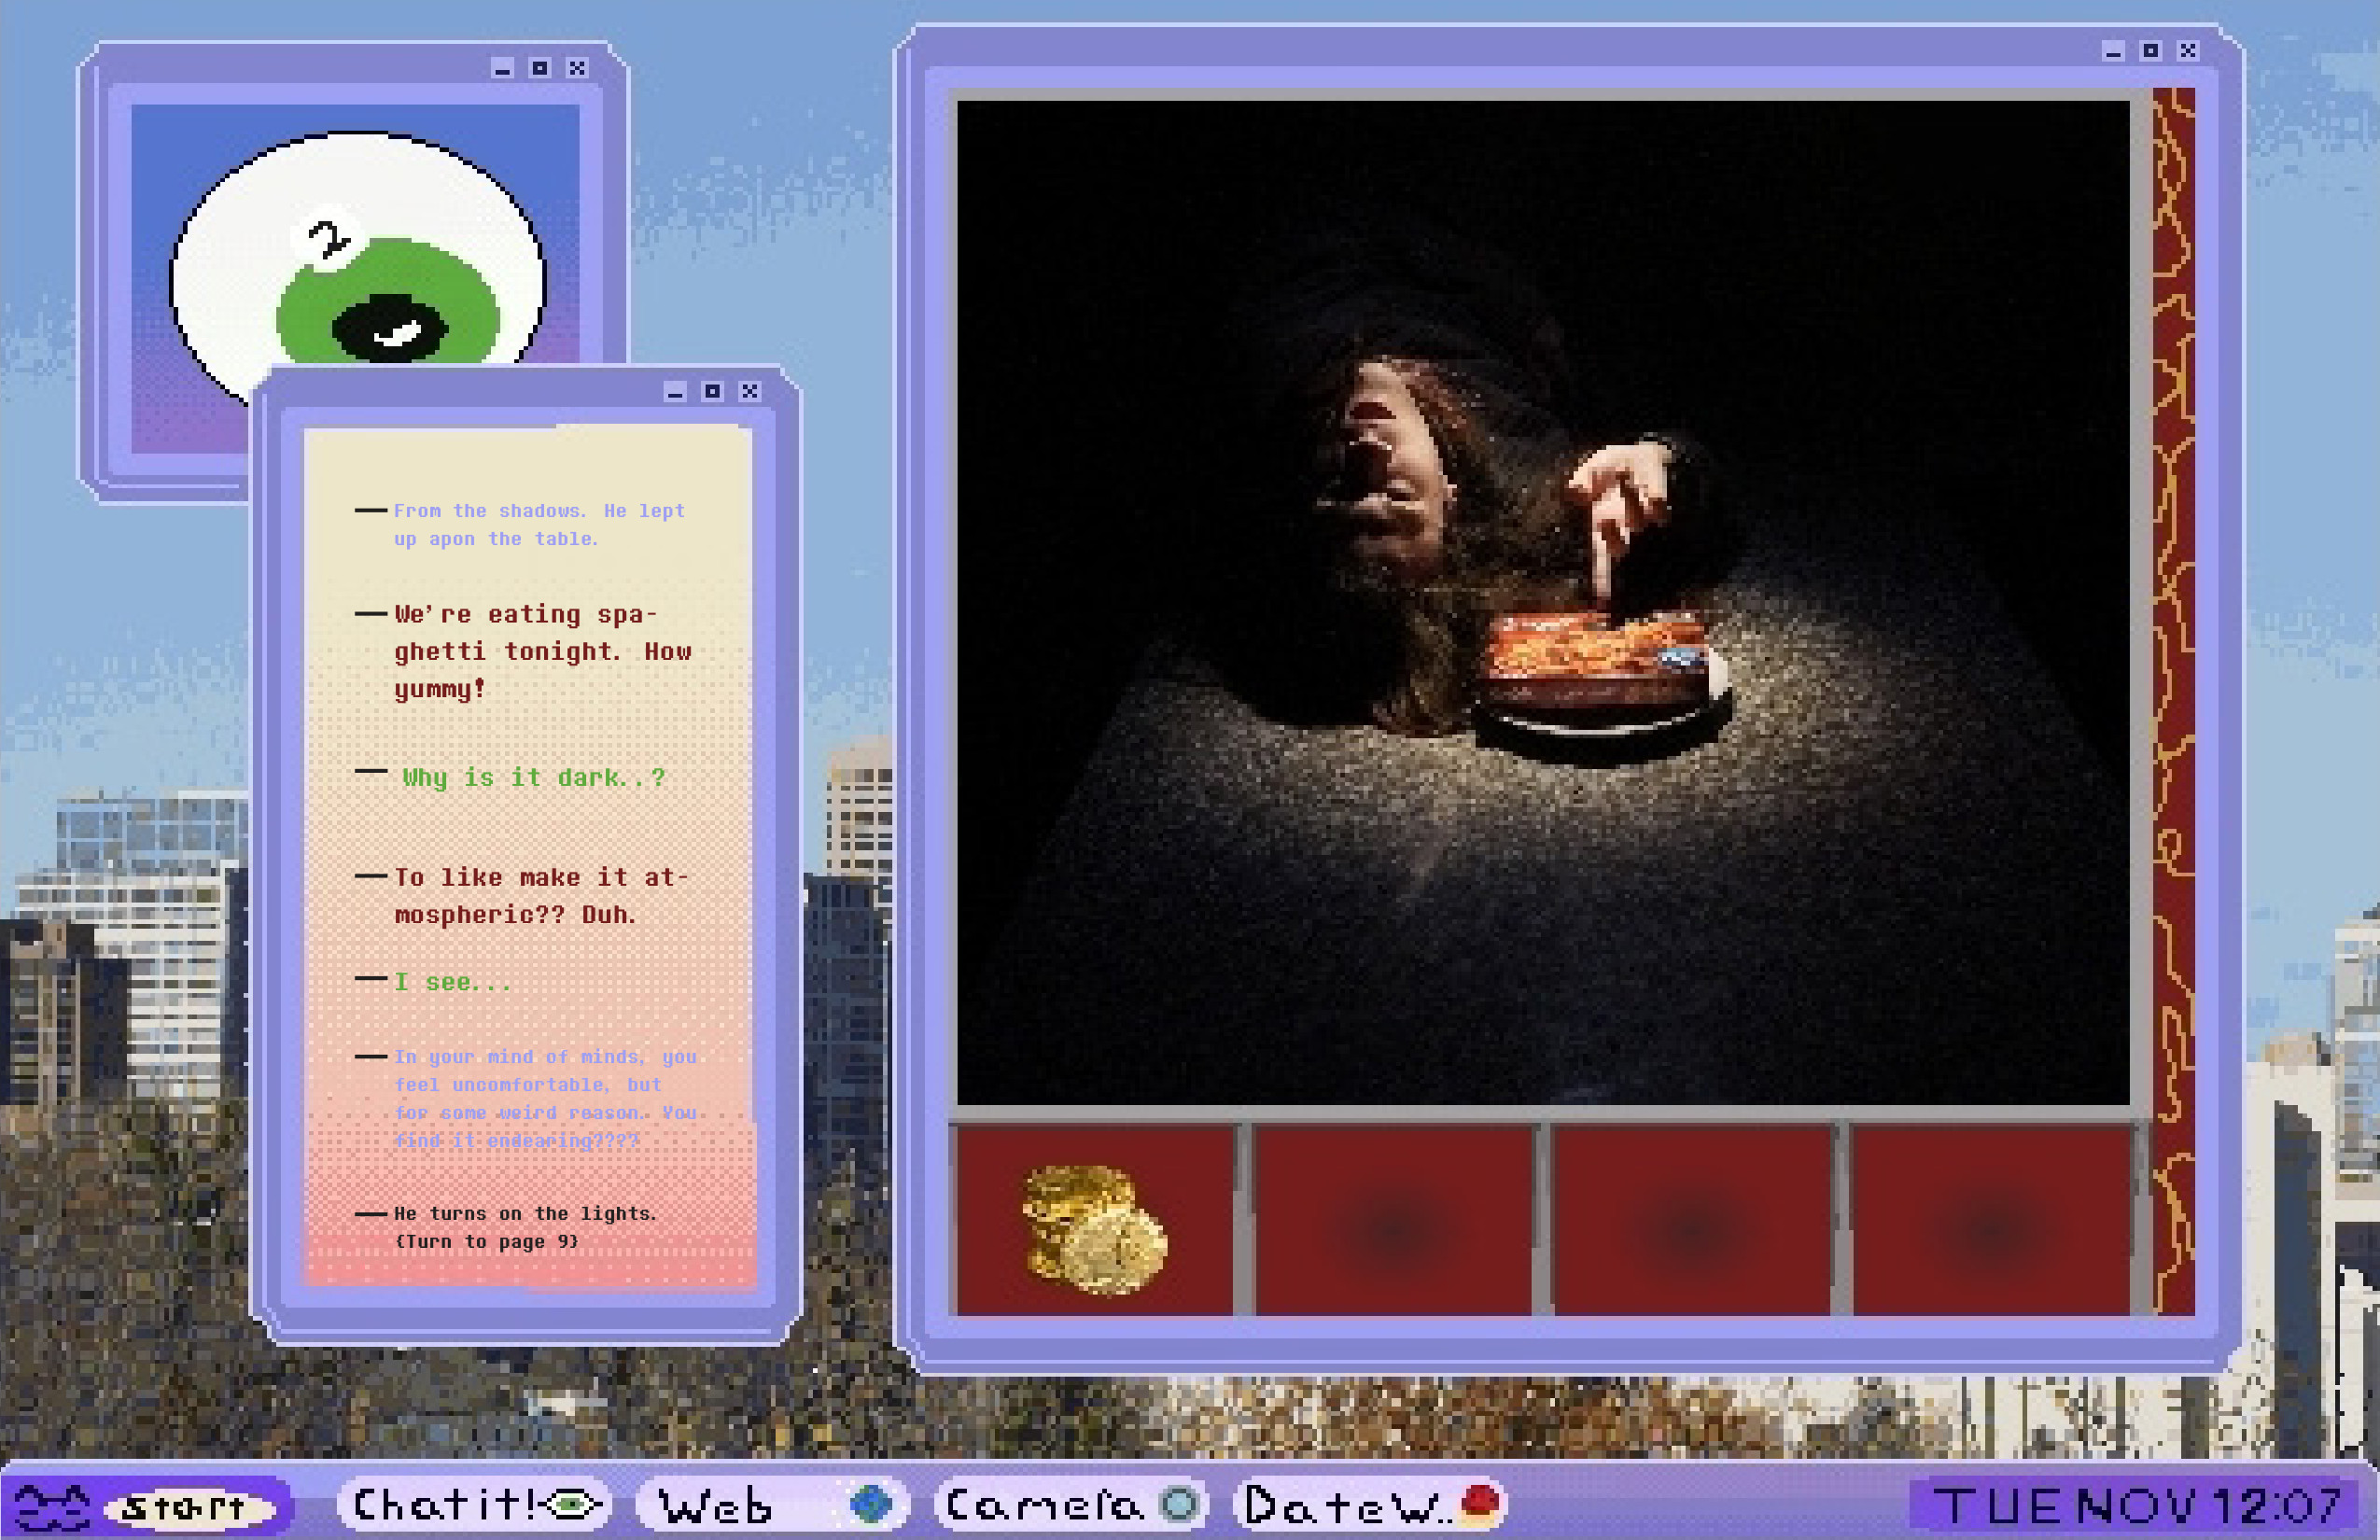 2
From the shadows. He lept
up apon the table.
We're eating spa-
ghetti tonight. How
yummy!
Why is it dark..?
To like make it at-
mospheric?? Duh.
I see...
In your mind of minds, you
feel uncomfortable, but
for some weird reason. You
find it endearing????
He turns on the lights.
{Turn to page 9}
start
Chatit!
Web
Camera
DateW..
TUE NOV 12:07